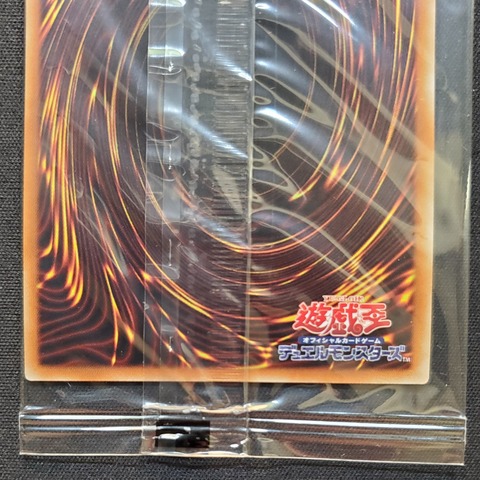 遊戯王
オフィシャルカードゲーム
デュエルモンスターズ
TM